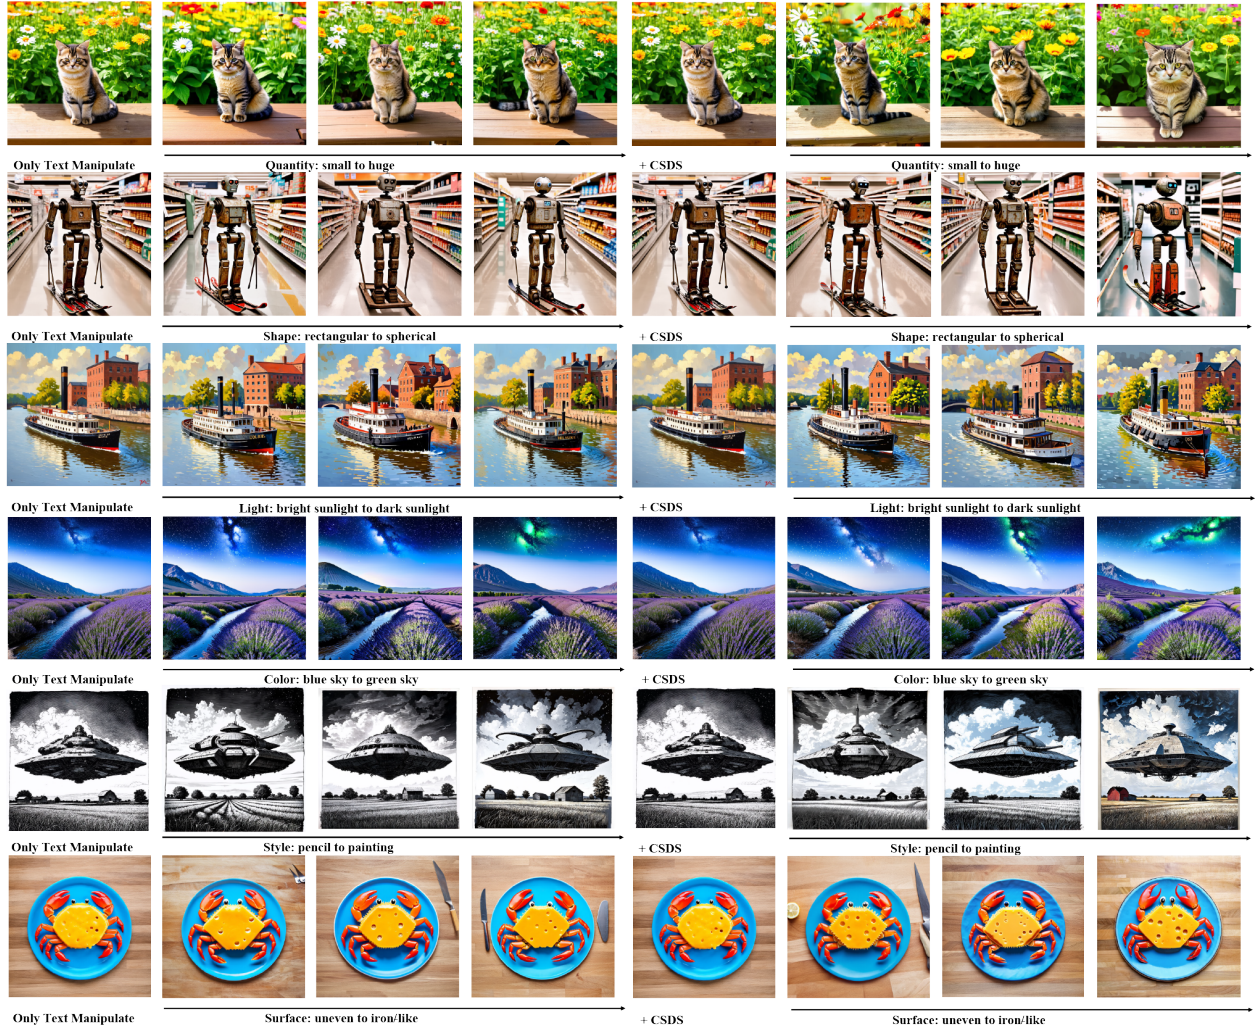 Only Text Manipulate Quantity: small to huge + CSDS Quantity: small to huge
Only Text Manipulate Shape: rectangular to spherical + CSDS Shape: rectangular to spherical
Only Text Manipulate Light: bright sunlight to dark sunlight + CSDS Light: bright sunlight to dark sunlight
Only Text Manipulate Color: blue sky to green sky + CSDS Color: blue sky to green sky
Only Text Manipulate Style: pencil to painting + CSDS Style: pencil to painting
Only Text Manipulate Surface: uneven to iron/like + CSDS Surface: uneven to iron/like